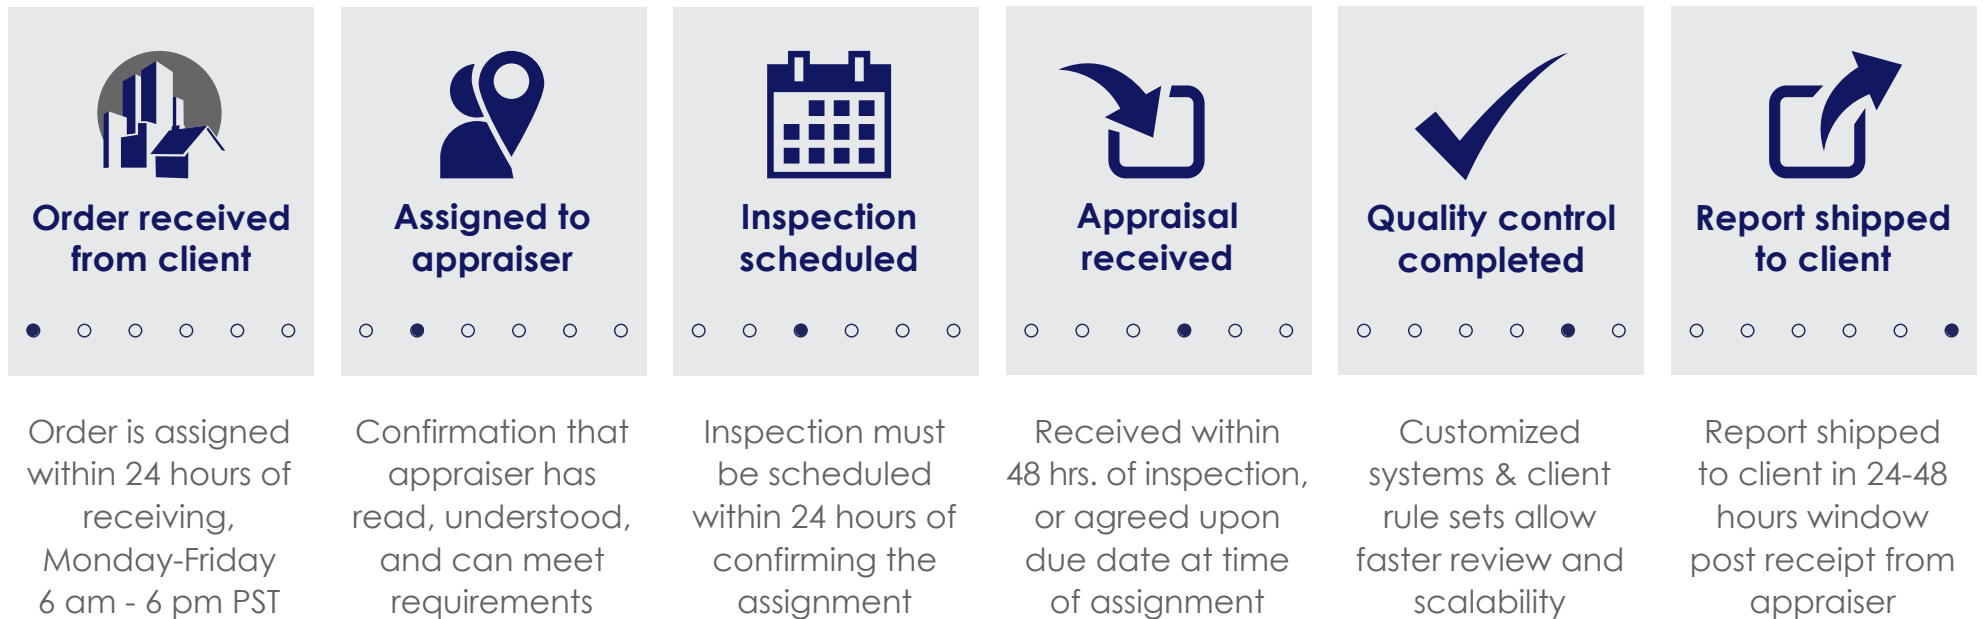 Order received
from client
Order is assigned
within 24 hours of
receiving,
Monday-Friday
6 am - 6 pm PST
Assigned to
appraiser
Confirmation that
appraiser has
read, understood,
and can meet
requirements
Inspection
scheduled
Inspection must
be scheduled
within 24 hours of
confirming the
assignment
Appraisal
received
Received within
48 hrs. of inspection,
or agreed upon
due date at time
of assignment
Quality control
completed
Customized
systems & client
rule sets allow
faster review and
scalability
Report shipped
to client
Report shipped
to client in 24-48
hours window
post receipt from
appraiser